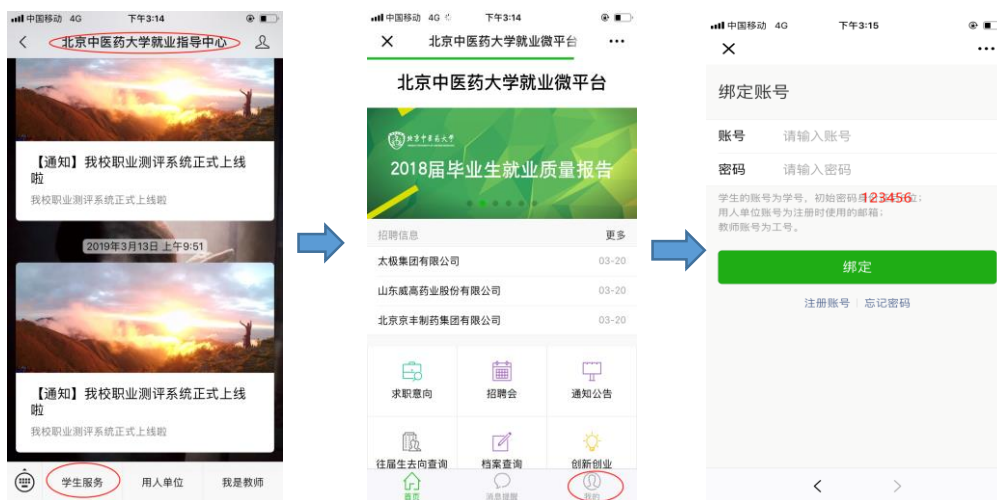 中国移动 4G 下午3:14
北京中医药大学就业指导中心
【通知】我校职业测评系统正式上线
啦
我校职业测评系统正式上线啦
2019年3月13日 上午9:51
【通知】我校职业测评系统正式上线
啦
我校职业测评系统正式上线啦
学生服务 用人单位 我是教师
中国移动 4G 下午3:14
北京中医药大学就业微平台
北京中医药大学就业微平台
北京中医药大学
2018届毕业生就业质量报告
招聘信息 更多
太极集团有限公司 03-20
山东威高药业股份有限公司 03-20
北京京丰制药集团有限公司 03-20
求职意向 招聘会 通知公告
往届生去向查询 档案查询 创新创业
首页 消息提醒 我的
中国移动 4G 下午3:15
绑定账号
账号 请输入账号
密码 请输入密码
学生的账号为学号，初始密码123456位；
用人单位账号为注册时使用的邮箱；
教师账号为工号。
绑定
注册账号 忘记密码